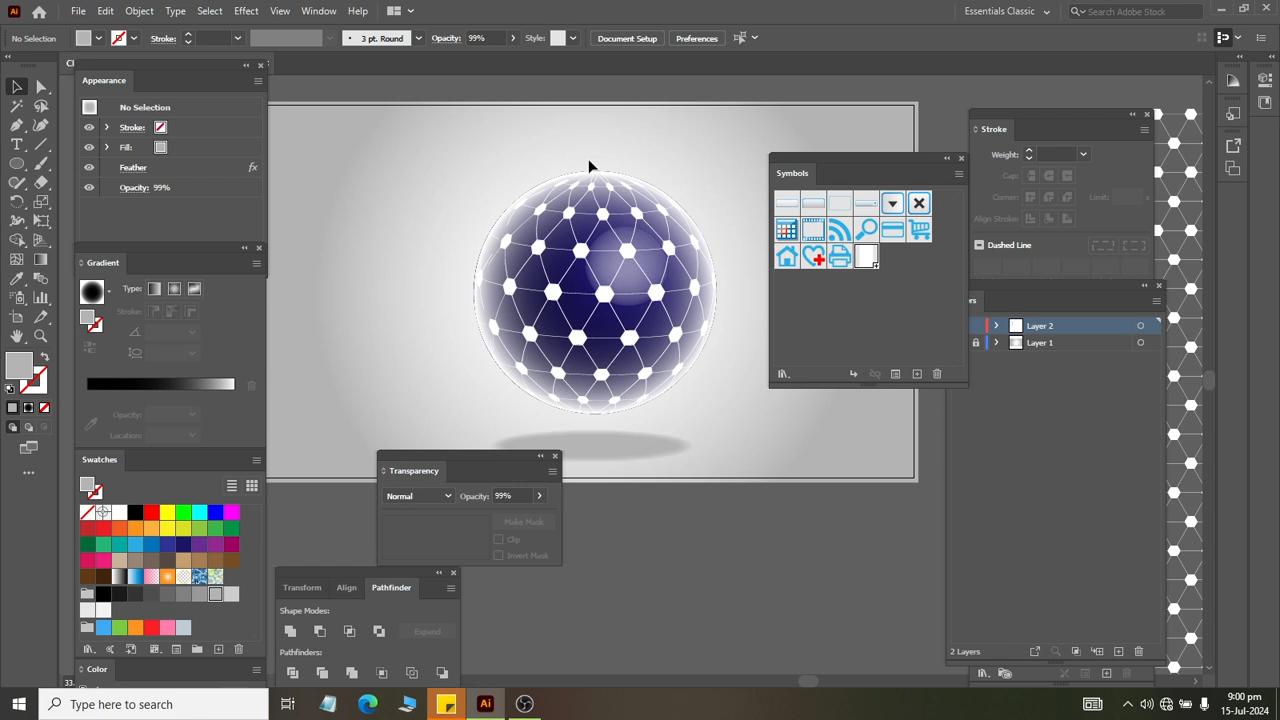 File Edit Object Type Select Effect View Window Help
Essentials Classic
Search Adobe Stock
No Selection
Stroke:
3 pt. Round
Opacity: 99%
Style:
Document Setup
Preferences
Appearance
No Selection
Stroke:
Fill:
Feather
fx
Opacity: 99%
Gradient
Type:
Stroke:
Opacity:
Location:
Swatches
Color
Symbols
Stroke
Weight:
Cap:
Corner:
Limit:
Align Stroke:
Dashed Line
Layer 2
Layer 1
2 Layers
Transparency
Normal
Opacity: 99%
Make Mask
Clip
Invert Mask
Transform Align Pathfinder
Shape Modes:
Expand
Pathfinders:
33.
Type here to search
Ai
9:00 pm
15-Jul-2024